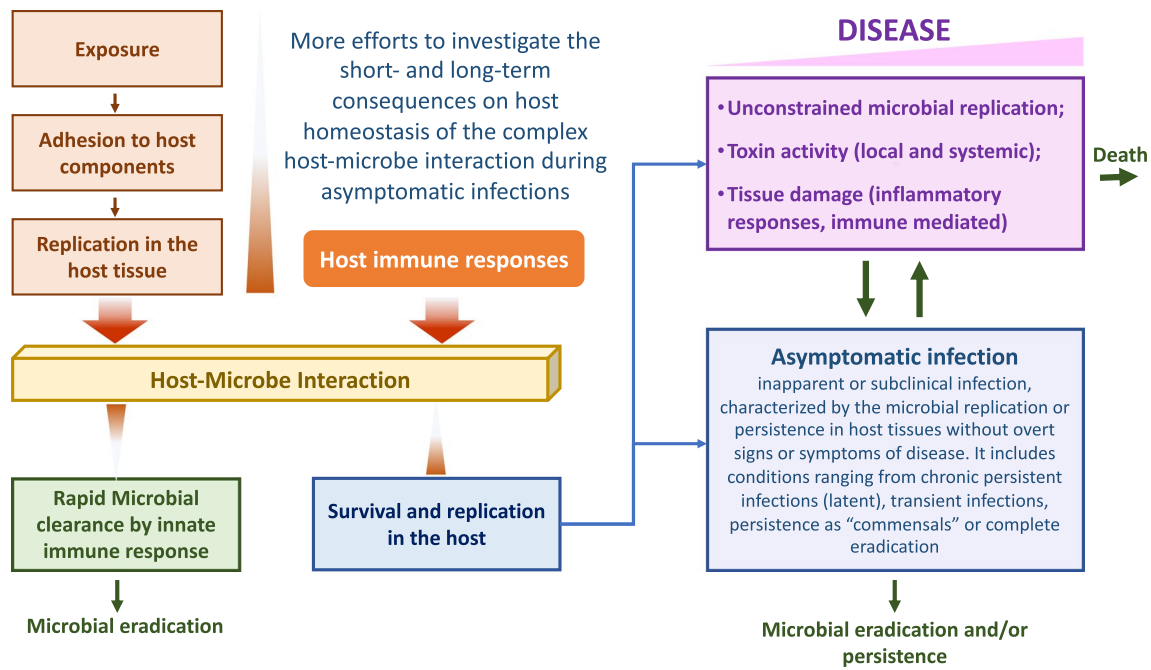 Exposure
Adhesion to host
components
Replication in the
host tissue
More efforts to investigate the
short- and long-term
consequences on host
homeostasis of the complex
host-microbe interaction during
asymptomatic infections
Host immune responses
Host-Microbe Interaction
Rapid Microbial
clearance by innate
immune response
Microbial eradication
Survival and replication
in the host
DISEASE
•Unconstrained microbial replication;
•Toxin activity (local and systemic);
•Tissue damage (inflammatory
responses, immune mediated)
Death
Asymptomatic infection
inapparent or subclinical infection,
characterized by the microbial replication or
persistence in host tissues without overt
signs or symptoms of disease. It includes
conditions ranging from chronic persistent
infections (latent), transient infections,
persistence as “commensals” or complete
eradication
Microbial eradication and/or
persistence